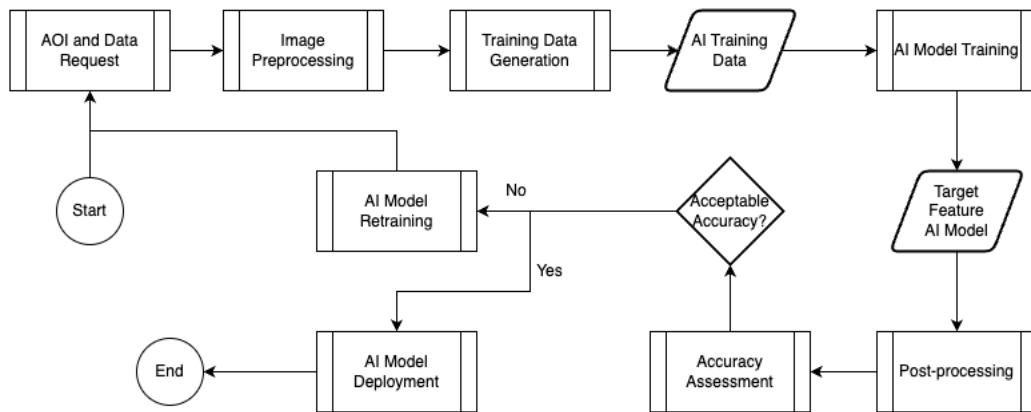 AOI and Data
Request
Image
Preprocessing
Training Data
Generation
AI Training
Data
AI Model Training
Start
AI Model
Retraining
No
Acceptable
Accuracy?
Target
Feature
AI Model
Yes
End
AI Model
Deployment
Accuracy
Assessment
Post-processing